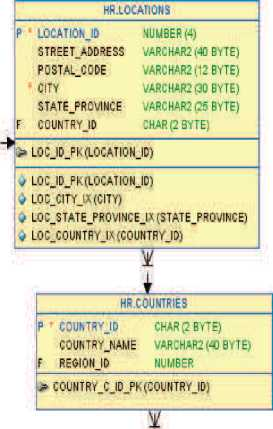 HR.LOCATIONS
P * LOCATION_ID NUMBER (4)
STREET_ADDRESS VARCHAR2 (40 BYTE)
POSTAL_CODE VARCHAR2 (12 BYTE)
* CITY VARCHAR2 (30 BYTE)
STATE_PROVINCE VARCHAR2 (25 BYTE)
F COUNTRY_ID CHAR (2 BYTE)
LOC_ID_PK (LOCATION_ID)
LOC_ID_PK (LOCATION_ID)
LOC_CITY_IX (CITY)
LOC_STATE_PROVINCE_IX (STATE_PROVINCE)
LOC_COUNTRY_IX (COUNTRY_ID)
HR.COUNTRIES
P * COUNTRY_ID CHAR (2 BYTE)
COUNTRY_NAME VARCHAR2 (40 BYTE)
F REGION_ID NUMBER
COUNTRY_C_ID_PK (COUNTRY_ID)